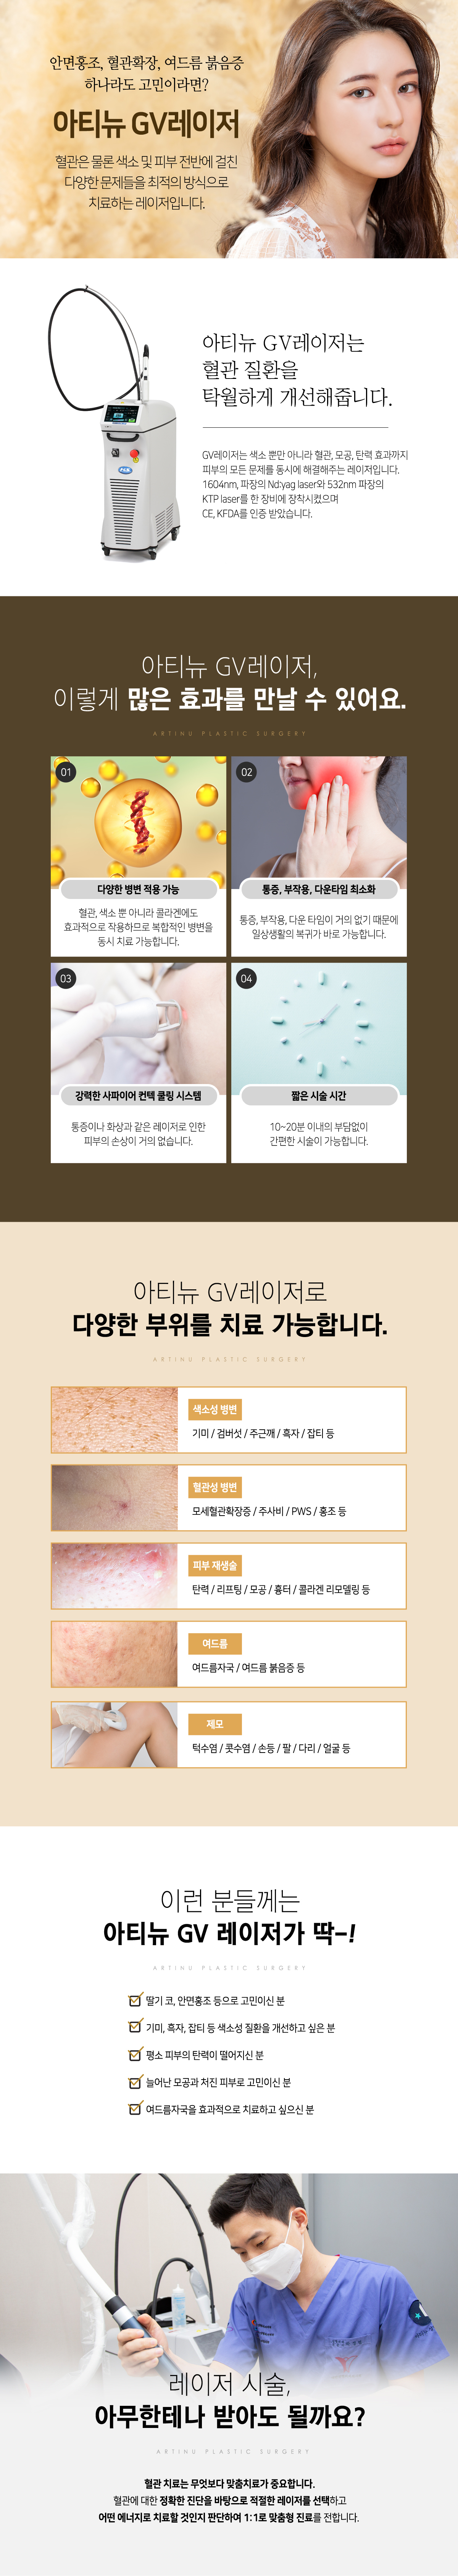 안면홍조, 혈관확장, 여드름 붉음증
하나라도 고민이라면?
아티뉴 GV레이저
혈관은 물론 색소 및 피부 전반에 걸친
다양한 문제들을 최적의 방식으로
치료하는 레이저입니다.
아티뉴 GV레이저는
혈관 질환을
탁월하게 개선해줍니다.
GV레이저는 색소 뿐만 아니라 혈관, 모공, 탄력 효과까지
피부의 모든 문제를 동시에 해결해주는 레이저입니다.
1604nm, 파장의 Nd:yag laser와 532nm 파장의
KTP laser를 한 장비에 장착시켰으며
CE, KFDA를 인증 받았습니다.
아티뉴 GV레이저,
이렇게 많은 효과를 만날 수 있어요.
ARTINU PLASTIC SURGERY
01
다양한 병변 적용 가능
혈관, 색소 뿐 아니라 콜라겐에도
효과적으로 작용하므로 복합적인 병변을
동시 치료 가능합니다.
02
통증, 부작용, 다운타임 최소화
통증, 부작용, 다운 타임이 거의 없기 때문에
일상생활의 복귀가 바로 가능합니다.
03
강력한 사파이어 컨텍 쿨링 시스템
통증이나 화상과 같은 레이저로 인한
피부의 손상이 거의 없습니다.
04
짧은 시술 시간
10~20분 이내의 부담없이
간편한 시술이 가능합니다.
아티뉴 GV레이저로
다양한 부위를 치료 가능합니다.
ARTINU PLASTIC SURGERY
색소성 병변
기미 / 검버섯 / 주근깨 / 흑자 / 잡티 등
혈관성 병변
모세혈관확장증 / 주사비 / PWS / 홍조 등
피부 재생술
탄력 / 리프팅 / 모공 / 흉터 / 콜라겐 리모델링 등
여드름
여드름자국 / 여드름 붉음증 등
제모
턱수염 / 콧수염 / 손등 / 팔 / 다리 / 얼굴 등
이런 분들께는
아티뉴 GV 레이저가 딱-!
ARTINU PLASTIC SURGERY
딸기 코, 안면홍조 등으로 고민이신 분
기미, 흑자, 잡티 등 색소성 질환을 개선하고 싶은 분
평소 피부의 탄력이 떨어지신 분
늘어난 모공과 처진 피부로 고민이신 분
여드름자국을 효과적으로 치료하고 싶으신 분
레이저 시술,
아무한테나 받아도 될까요?
ARTINU PLASTIC SURGERY
혈관 치료는 무엇보다 맞춤치료가 중요합니다.
혈관에 대한 정확한 진단을 바탕으로 적절한 레이저를 선택하고
어떤 에너지로 치료할 것인지 판단하여 1:1로 맞춤형 진료를 전합니다.